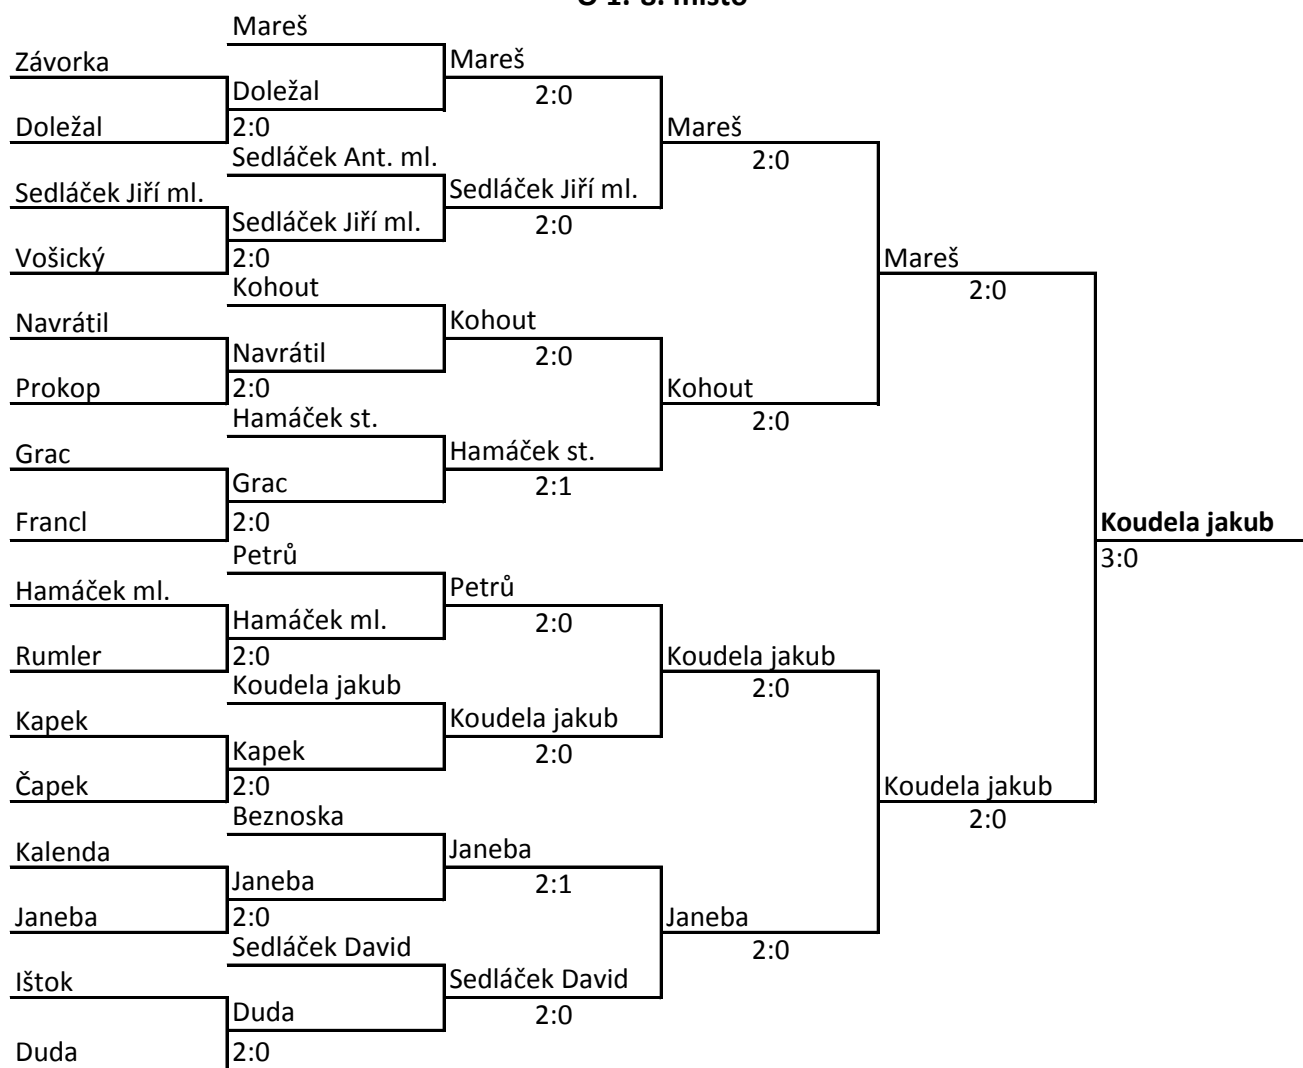 Mareš
Závorka
Mareš
Doležal
2:0
Doležal
2:0
Mareš
Sedláček Ant. ml.
2:0
Sedláček Jiří ml.
Sedláček Jiří ml.
Sedláček Jiří ml.
2:0
Vošický
2:0
Mareš
Kohout
2:0
Navrátil
Kohout
Navrátil
2:0
Prokop
2:0
Kohout
Hamáček st.
2:0
Grac
Hamáček st.
Grac
2:1
Francl
2:0
Koudela jakub
Petrů
3:0
Hamáček ml.
Petrů
Hamáček ml.
2:0
Rumler
2:0
Koudela jakub
Koudela jakub
2:0
Kapek
Koudela jakub
Kapek
2:0
Čapek
2:0
Koudela jakub
Beznoska
2:0
Kalenda
Janeba
Janeba
2:1
Janeba
2:0
Janeba
Sedláček David
2:0
Ištok
Sedláček David
Duda
2:0
Duda
2:0